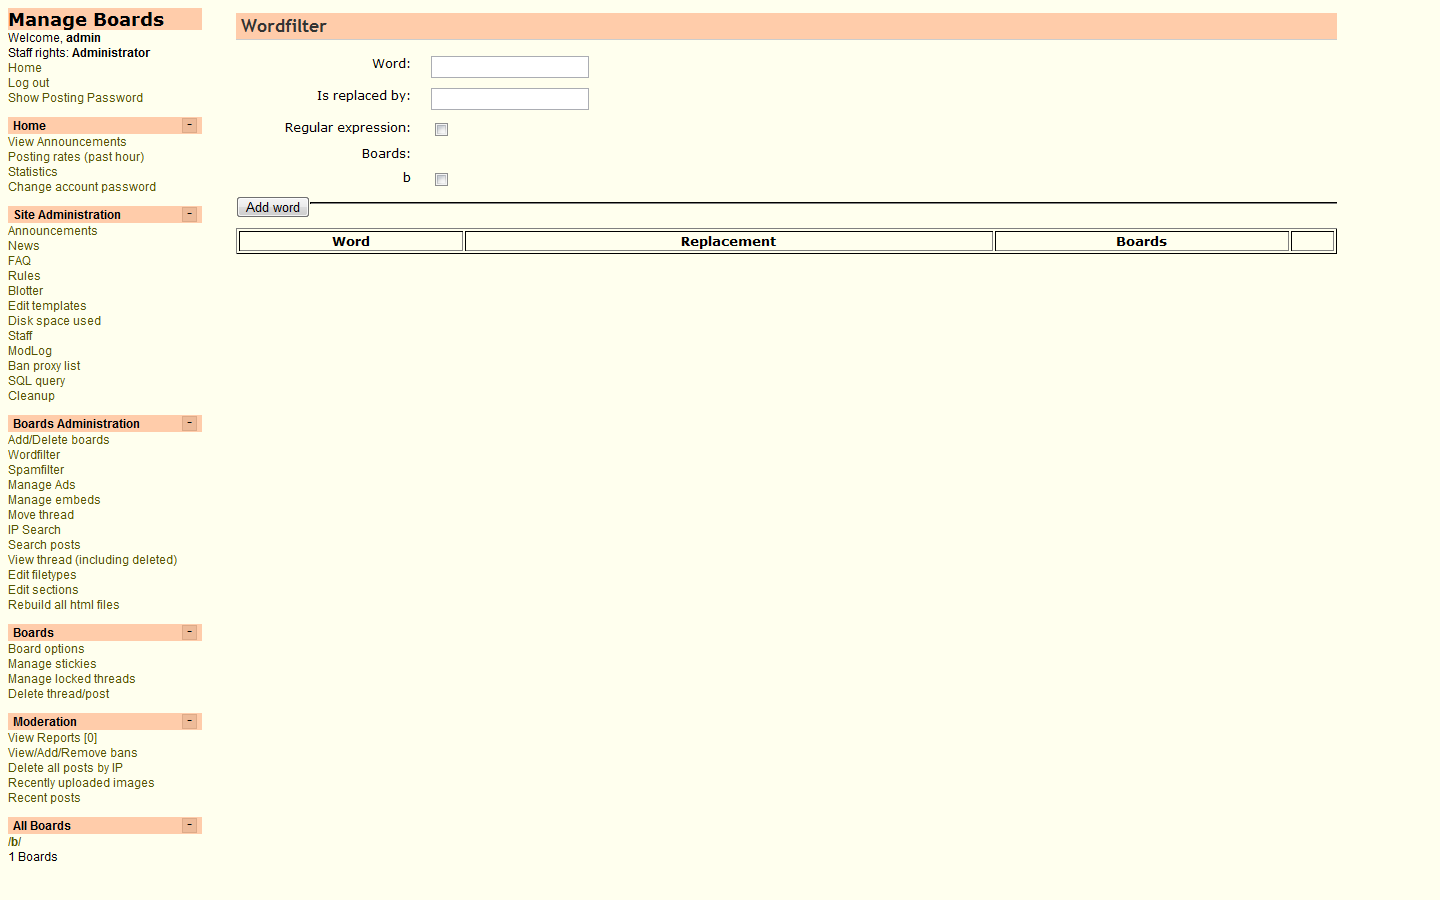 Manage Boards
Welcome, admin
Staff rights: Administrator
Home
Log out
Show Posting Password
Home -
View Announcements
Posting rates (past hour)
Statistics
Change account password
Site Administration -
Announcements
News
FAQ
Rules
Blotter
Edit templates
Disk space used
Staff
ModLog
Ban proxy list
SQL query
Cleanup
Boards Administration -
Add/Delete boards
Wordfilter
Spamfilter
Manage Ads
Manage embeds
Move thread
IP Search
Search posts
View thread (including deleted)
Edit filetypes
Edit sections
Rebuild all html files
Boards -
Board options
Manage stickies
Manage locked threads
Delete thread/post
Moderation -
View Reports [0]
View/Add/Remove bans
Delete all posts by IP
Recently uploaded images
Recent posts
All Boards -
/b/
1 Boards
Wordfilter
Word:
Is replaced by:
Regular expression:
Boards:
b
Add word
Word Replacement Boards